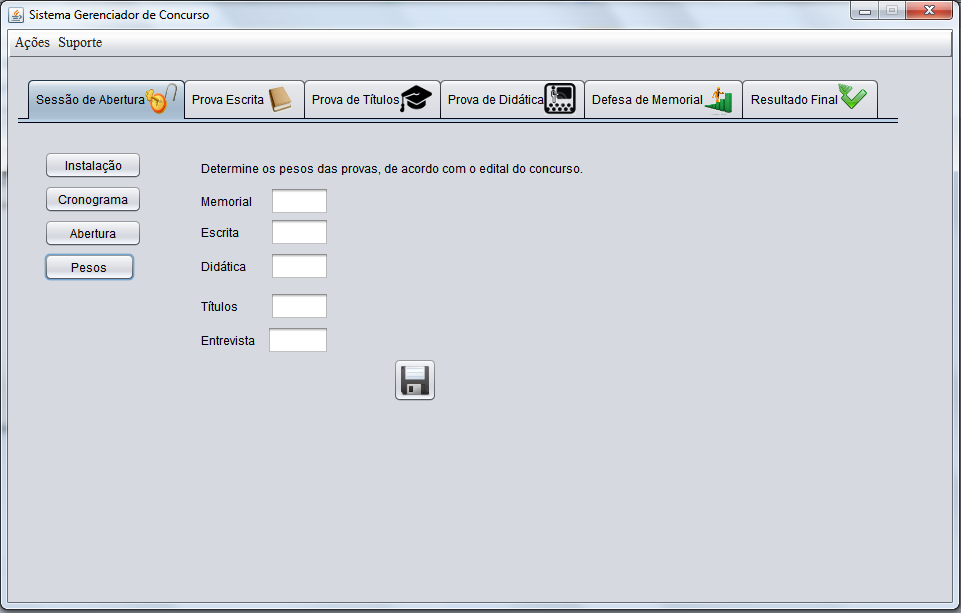 Sistema Gerenciador de Concurso
Ações Suporte
Sessão de Abertura Prova Escrita Prova de Títulos Prova de Didática Defesa de Memorial Resultado Final
Instalação
Cronograma
Abertura
Pesos
Determine os pesos das provas, de acordo com o edital do concurso.
Memorial
Escrita
Didática
Títulos
Entrevista